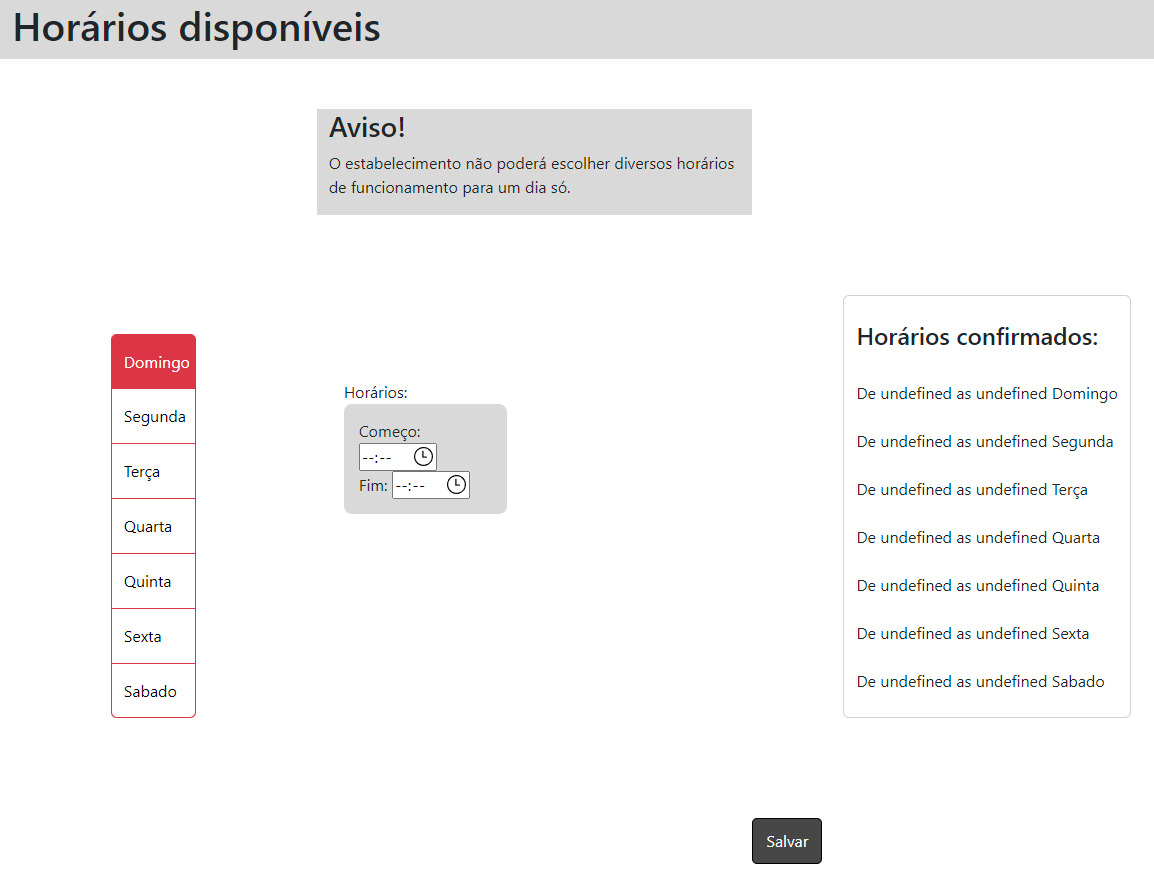 Horários disponíveis
Aviso!
O estabelecimento não poderá escolher diversos horários
de funcionamento para um dia só.
Domingo
Segunda
Terça
Quarta
Quinta
Sexta
Sabado
Horários:
Começo:
--:--
Fim: --:--
Horários confirmados:
De undefined as undefined Domingo
De undefined as undefined Segunda
De undefined as undefined Terça
De undefined as undefined Quarta
De undefined as undefined Quinta
De undefined as undefined Sexta
De undefined as undefined Sabado
Salvar